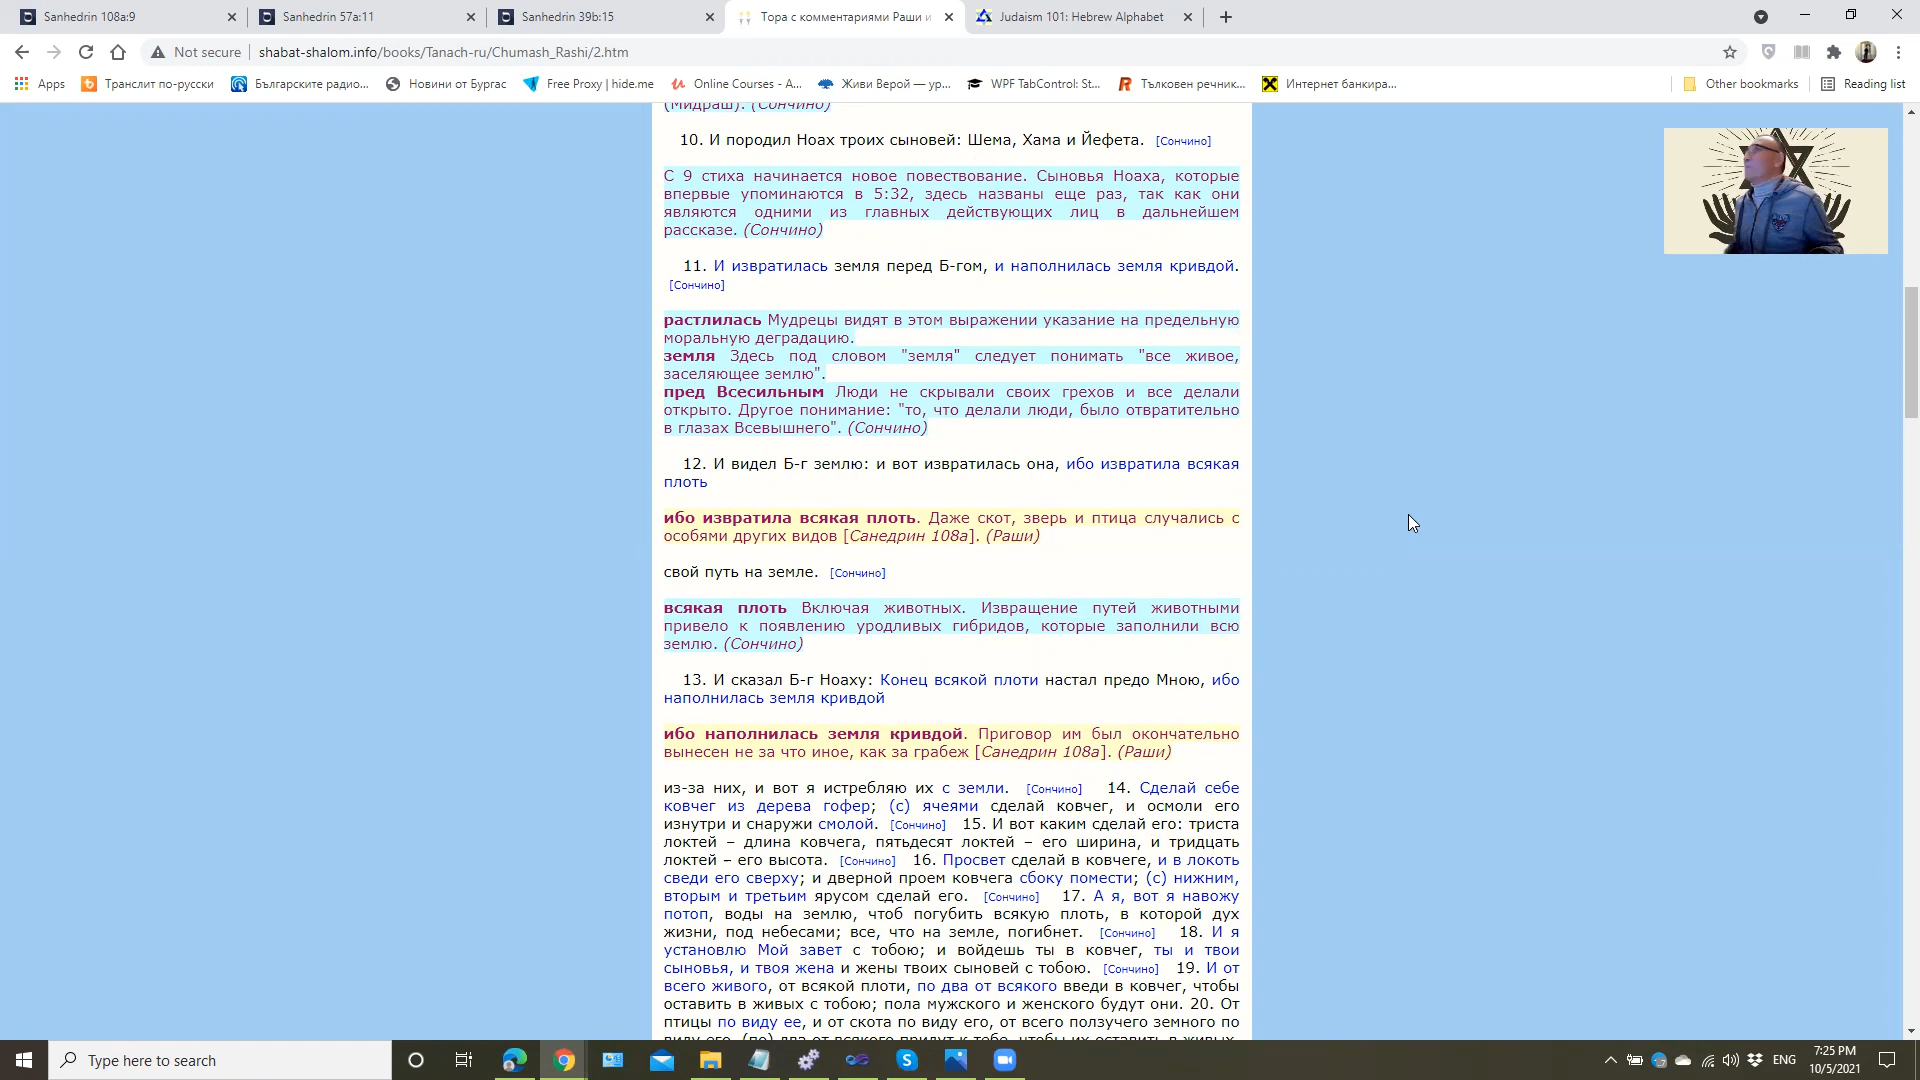 Sanhedrin 108a:9
Sanhedrin 57a:11
Sanhedrin 39b:15
Тора с комментариями Раши и
Judaism 101: Hebrew Alphabet
Not secure
shabat-shalom.info/books/Tanach-ru/Chumash_Rashi/2.htm
Apps
Транслит по-русски
Българските радио...
Новини от Бургас
Free Proxy | hide.me
Online Courses - A...
Живи Верой — ур...
WPF TabControl: St...
Тълковен речник...
Интернет банкира...
Other bookmarks
Reading list
(Мидраш). (Сончино)
10. И породил Ноах троих сыновей: Шема, Хама и Йефета. [Сончино]
С 9 стиха начинается новое повествование. Сыновья Ноаха, которые
впервые упоминаются в 5:32, здесь названы еще раз, так как они
являются одними из главных действующих лиц в дальнейшем
рассказе. (Сончино)
11. И извратилась земля перед Б-гом, и наполнилась земля кривдой.
[Сончино]
растлилась Мудрецы видят в этом выражении указание на предельную
моральную деградацию.
земля Здесь под словом "земля" следует понимать "все живое,
заселяющее землю".
пред Всесильным Люди не скрывали своих грехов и все делали
открыто. Другое понимание: "то, что делали люди, было отвратительно
в глазах Всевышнего". (Сончино)
12. И видел Б-г землю: и вот извратилась она, ибо извратила всякая
плоть
ибо извратила всякая плоть. Даже скот, зверь и птица случались с
особями других видов [Санедрин 108а]. (Раши)
свой путь на земле. [Сончино]
всякая плоть Включая животных. Извращение путей животными
привело к появлению уродливых гибридов, которые заполнили всю
землю. (Сончино)
13. И сказал Б-г Ноаху: Конец всякой плоти настал предо Мною, ибо
наполнилась земля кривдой
ибо наполнилась земля кривдой. Приговор им был окончательно
вынесен не за что иное, как за грабеж [Санедрин 108а]. (Раши)
из-за них, и вот я истребляю их с земли. [Сончино] 14. Сделай себе
ковчег из дерева гофер; (с) ячеями сделай ковчег, и осмоли его
изнутри и снаружи смолой. [Сончино] 15. И вот каким сделай его: триста
локтей – длина ковчега, пятьдесят локтей – его ширина, и тридцать
локтей – его высота. [Сончино] 16. Просвет сделай в ковчеге, и в локоть
сведи его сверху; и дверной проем ковчега сбоку помести; (с) нижним,
вторым и третьим ярусом сделай его. [Сончино] 17. А я, вот я навожу
потоп, воды на землю, чтоб погубить всякую плоть, в которой дух
жизни, под небесами; все, что на земле, погибнет. [Сончино] 18. И я
установлю Мой завет с тобою; и войдешь ты в ковчег, ты и твои
сыновья, и твоя жена и жены твоих сыновей с тобою. [Сончино] 19. И от
всего живого, от всякой плоти, по два от всякого введи в ковчег, чтобы
оставить в живых с тобою; пола мужского и женского будут они. 20. От
птицы по виду ее, и от скота по виду его, от всего ползучего земного по
виду его, (по) два от всякого придут к тебе, чтобы их оставить в живых.
Type here to search
ENG
7:25 PM
10/5/2021